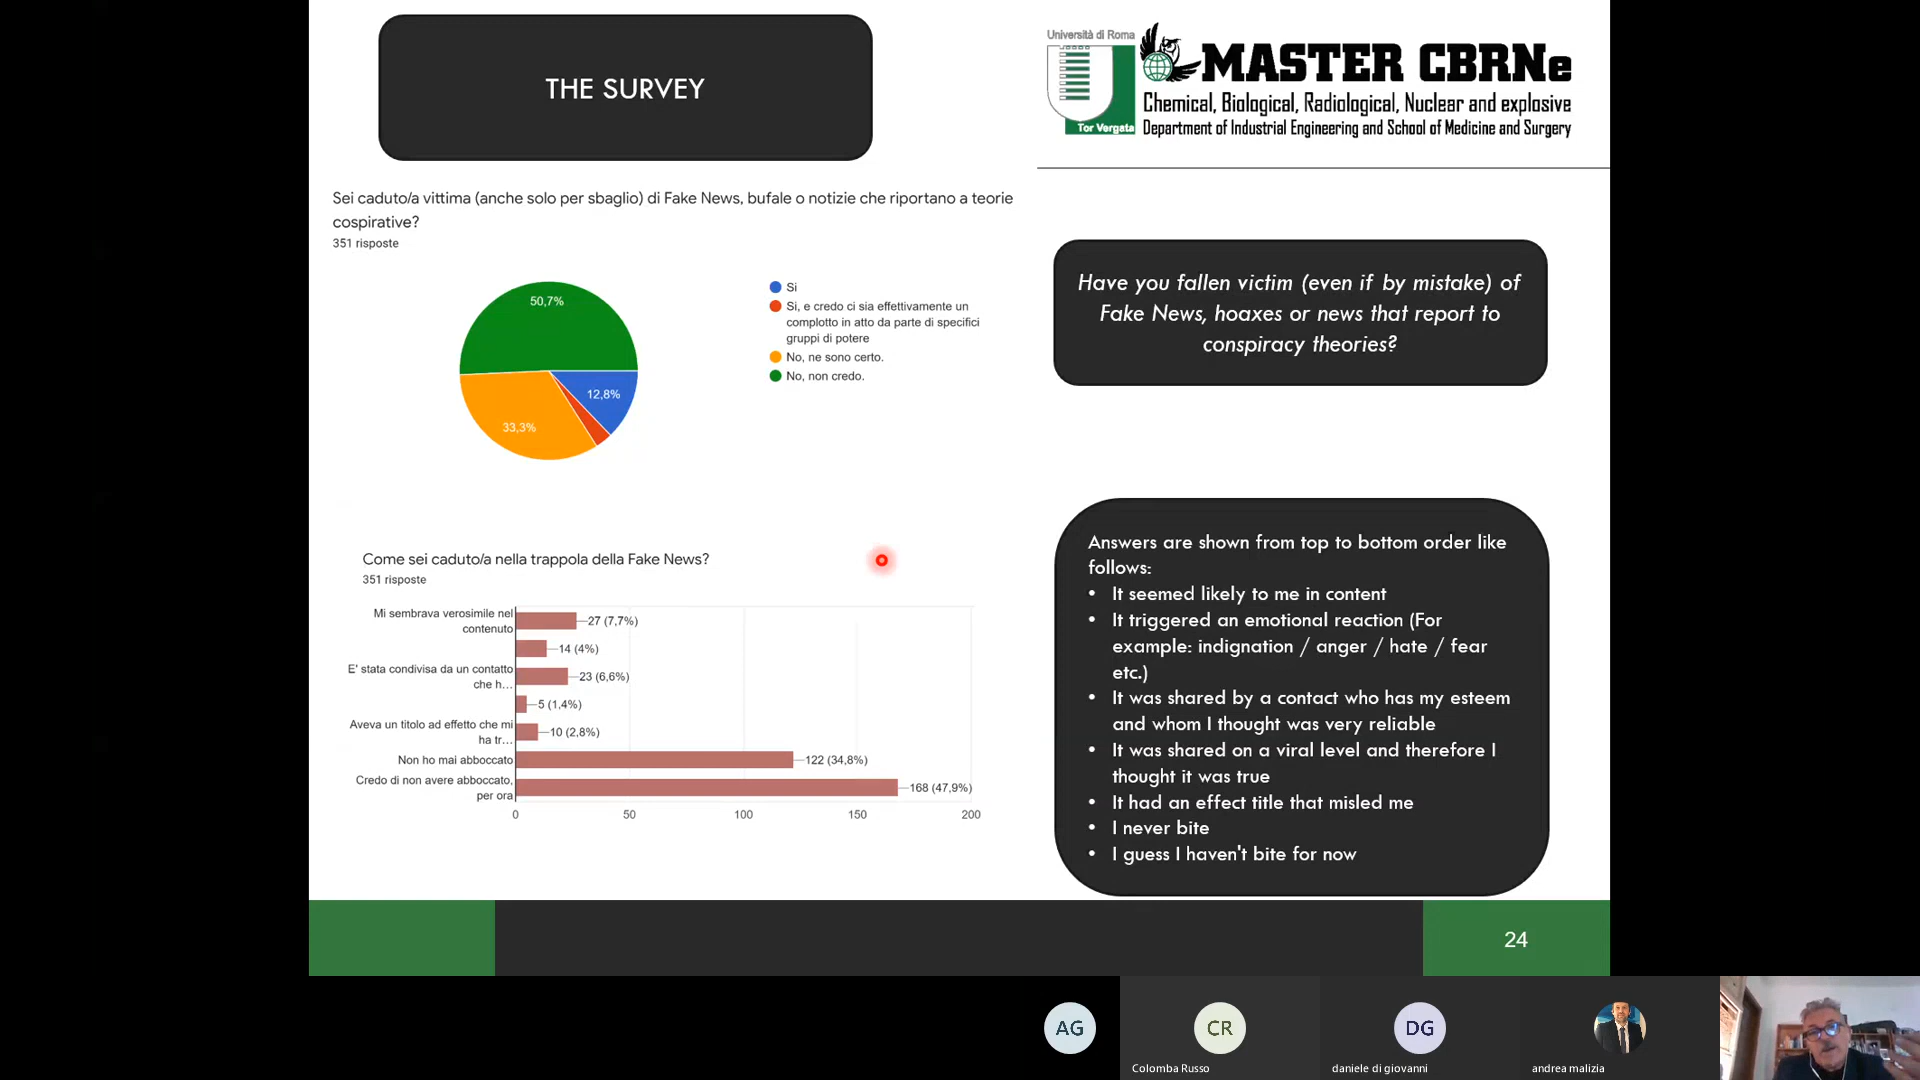 THE SURVEY
Università di Roma
Tor Vergata
MASTER CBRNe
Chemical, Biological, Radiological, Nuclear and explosive
Department of Industrial Engineering and School of Medicine and Surgery
Sei caduto/a vittima (anche solo per sbaglio) di Fake News, bufale o notizie che riportano a teorie
cospirative?
351 risposte
50,7%
12,8%
33,3%
Si
Si, e credo ci sia effettivamente un
complotto in atto da parte di specifici
gruppi di potere
No, ne sono certo.
No, non credo.
Have you fallen victim (even if by mistake) of
Fake News, hoaxes or news that report to
conspiracy theories?
Come sei caduto/a nella trappola della Fake News?
351 risposte
Mi sembrava verosimile nel
contenuto
27 (7,7%)
14 (4%)
E' stata condivisa da un contatto
che h...
23 (6,6%)
5 (1,4%)
Aveva un titolo ad effetto che mi
ha tr...
10 (2,8%)
Non ho mai abboccato
122 (34,8%)
Credo di non avere abboccato,
per ora
168 (47,9%)
0 50 100 150 200
Answers are shown from top to bottom order like
follows:
• It seemed likely to me in content
• It triggered an emotional reaction (For
example: indignation / anger / hate / fear
etc.)
• It was shared by a contact who has my esteem
and whom I thought was very reliable
• It was shared on a viral level and therefore I
thought it was true
• It had an effect title that misled me
• I never bite
• I guess I haven't bite for now
24
AG
CR
DG
Colomba Russo
daniele di giovanni
andrea malizia